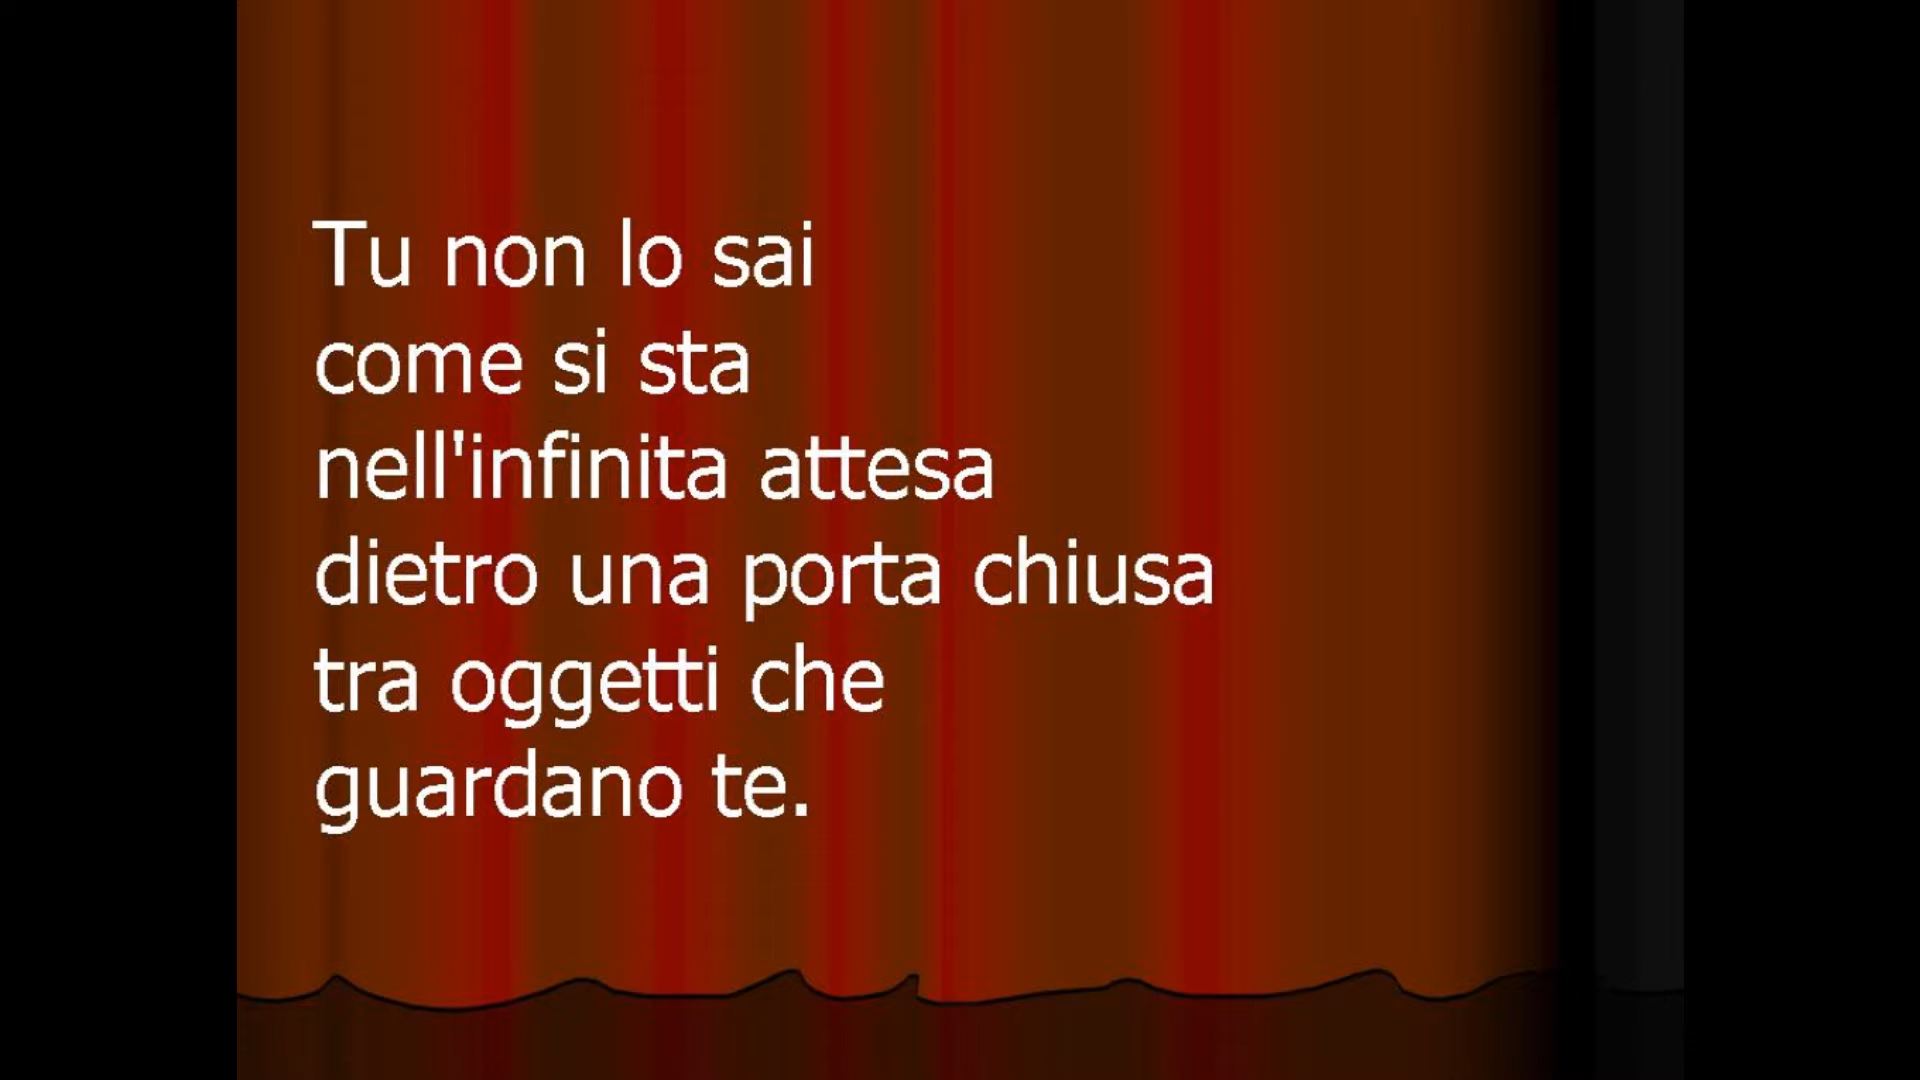 Tu non lo sai
come si sta
nell'infinita attesa
dietro una porta chiusa
tra oggetti che
guardano te.